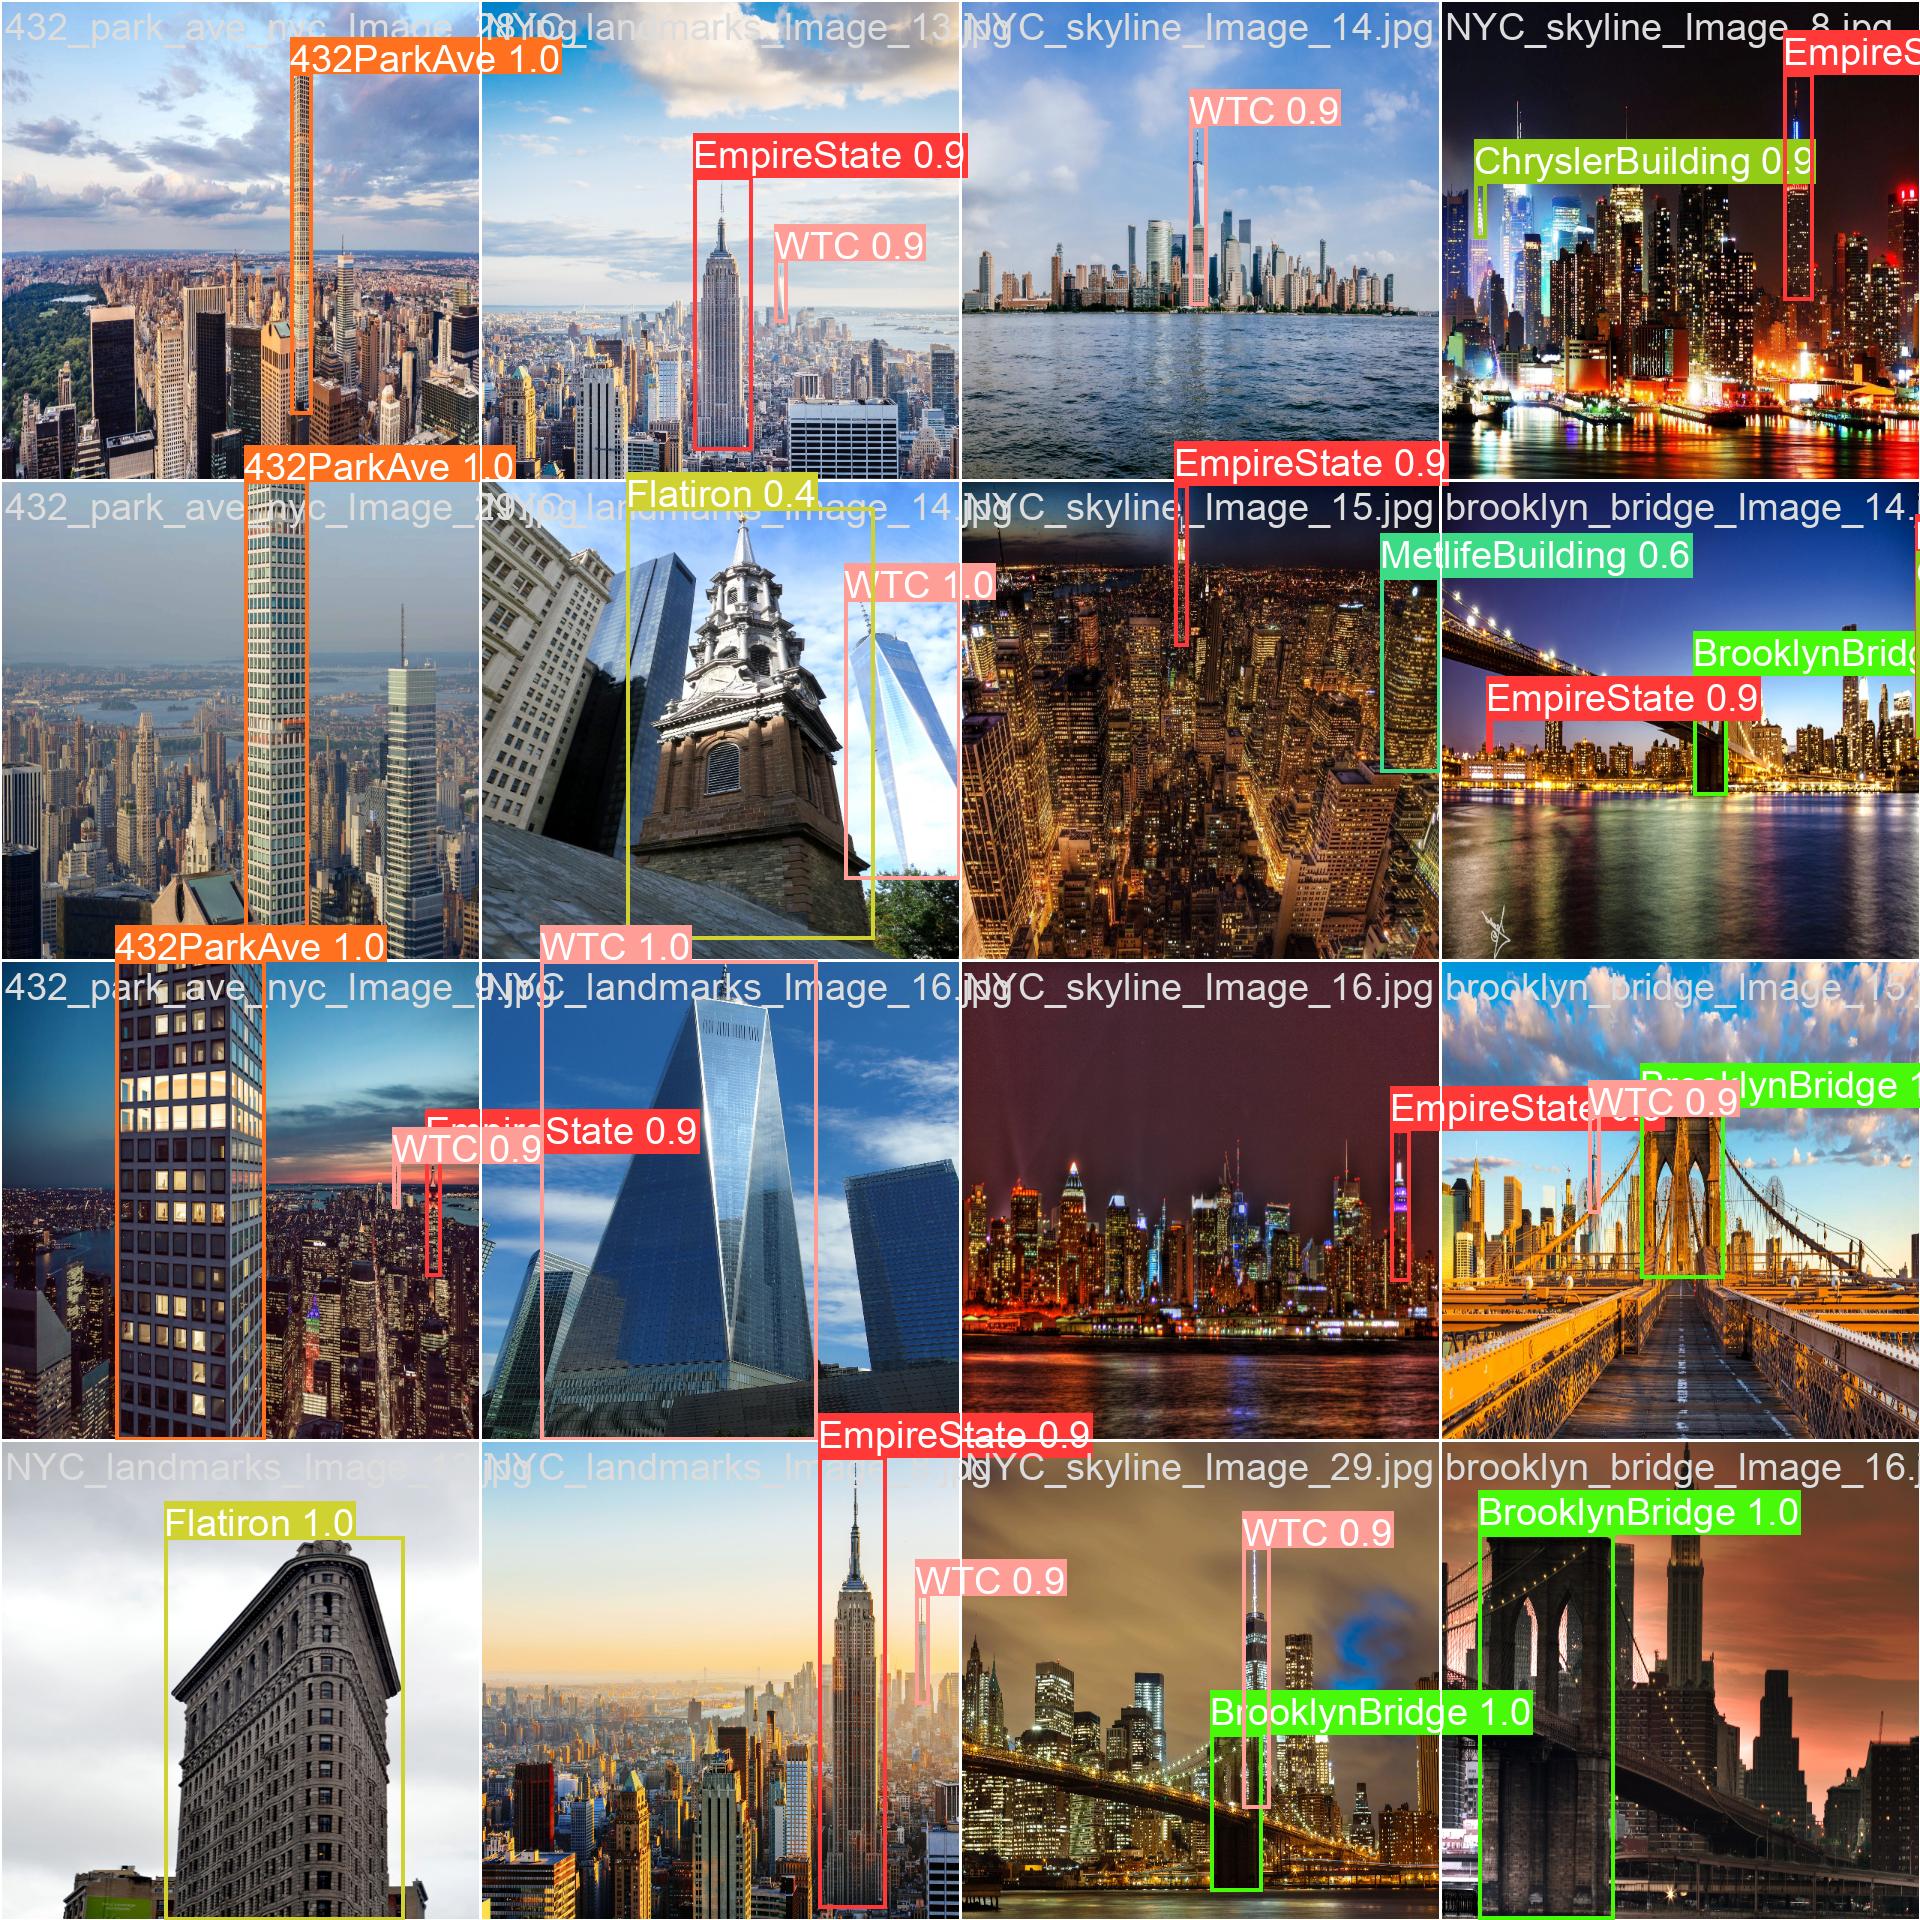 432_park_ave_nyc_Image_28.jpg
432ParkAve 1.0
NYC_landmarks_Image_13.jpg
EmpireState 0.9
WTC 0.9
NYC_skyline_Image_14.jpg
WTC 0.9
NYC_skyline_Image_8.jpg
EmpireS
ChryslerBuilding 0.9
432_park_ave_nyc_Image_29.jpg
432ParkAve 1.0
landmarks_Image_14.jpg
Flatiron 0.4
WTC 1.0
NYC_skyline_Image_15.jpg
EmpireState 0.9
MetlifeBuilding 0.6
brooklyn_bridge_Image_14.
BrooklynBridg
EmpireState 0.9
432_park_ave_nyc_Image_9.jpg
432ParkAve 1.0
EmpireState 0.9
WTC 0.9
NYC_landmarks_Image_16.jpg
WTC 1.0
NYC_skyline_Image_16.jpg
EmpireState
brooklyn_bridge_Image_15.
BrooklynBridge 1
WTC 0.9
NYC_landmarks_Image
Flatiron 1.0
NYC_landmarks_Image
EmpireState 0.9
WTC 0.9
NYC_skyline_Image_29.jpg
WTC 0.9
BrooklynBridge 1.0
brooklyn_bridge_Image_16.j
BrooklynBridge 1.0